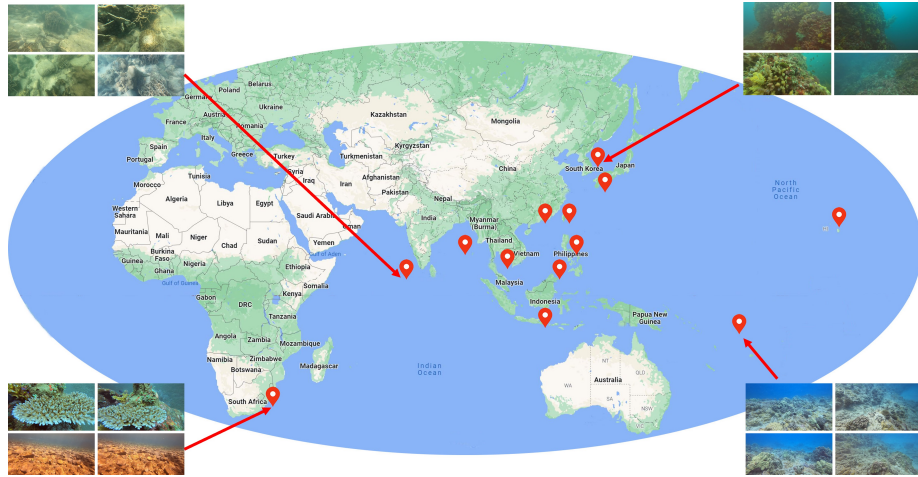 Belarus
Poland
Germany
Ukraine
Kazakhstan
Mongolia
France
Austria
Romania
Italy
Kyrgyzstan
Spain
Portugal
Greece
Turkey
Turkmenistan
South Korea
Japan
North
Pacific
Ocean
China
Tunisia
Syria
Iraq
Iran
Afghanistan
Pakistan
Morocco
Algeria
Libya
Egypt
Nepal
Western
Sahara
Saudi Arabia
Oman
India
Myanmar
(Burma)
Mauritania
Mali
Niger
Chad
Sudan
Yemen
Thailand
Vietnam
Philippines
Gulf of Aden
Guinea
Burkina
Faso
Ghana
Nigeria
Ethiopia
Somalia
Malaysia
Gulf of Guinea
Gabon
DRC
Kenya
Indonesia
Papua New
Guinea
Tanzania
Angola
Zambia
Mozambique
Namibia
Zimbabwe
Botswana
Madagascar
Indian
Ocean
NT
QLD
WA
Australia
SA
NSW
South Africa